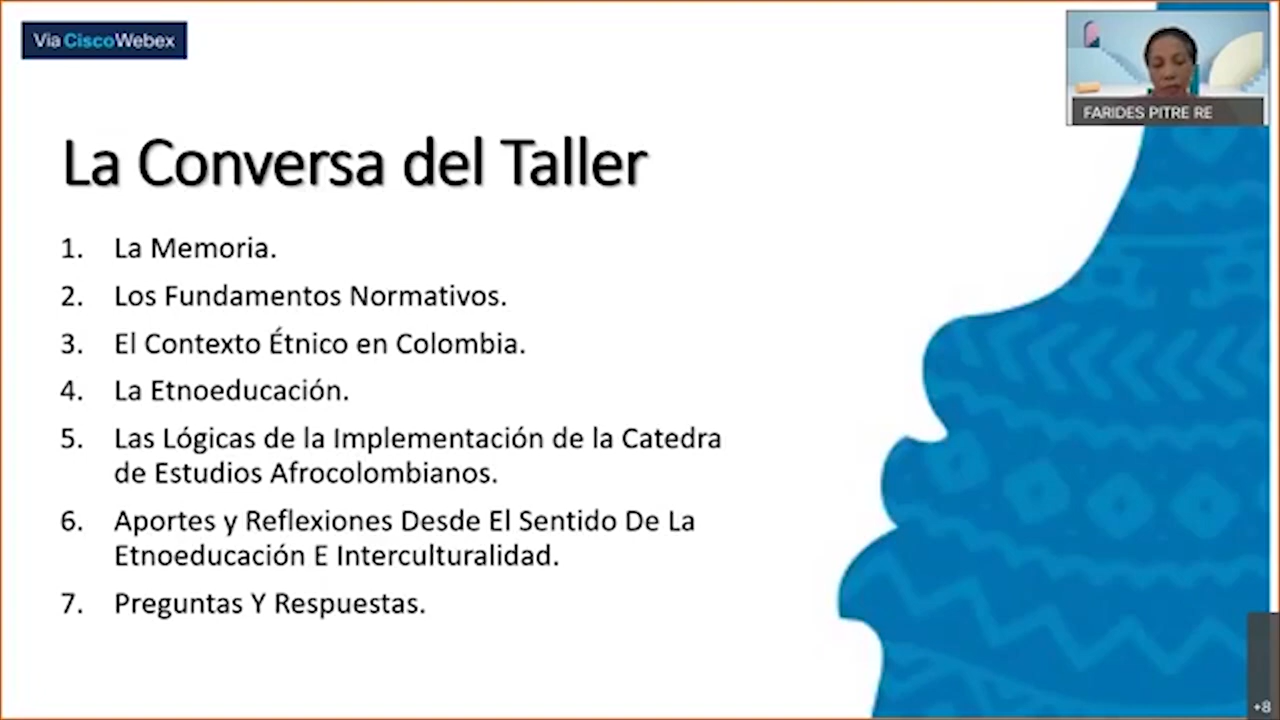 Via CiscoWebex
FARIDES PITRE RE
La Conversa del Taller
1. La Memoria.
2. Los Fundamentos Normativos.
3. El Contexto Étnico en Colombia.
4. La Etnoeducación.
5. Las Lógicas de la Implementación de la Catedra
de Estudios Afrocolombianos.
6. Aportes y Reflexiones Desde El Sentido De La
Etnoeducación E Interculturalidad.
7. Preguntas Y Respuestas.
+8